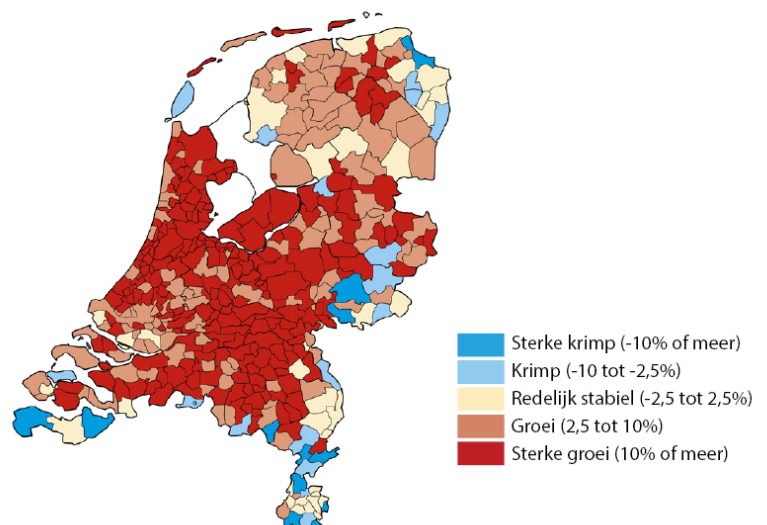 Sterke krimp (-10% of meer)
Krimp (-10 tot -2,5%)
Redelijk stabiel (-2,5 tot 2,5%)
Groei (2,5 tot 10%)
Sterke groei (10% of meer)